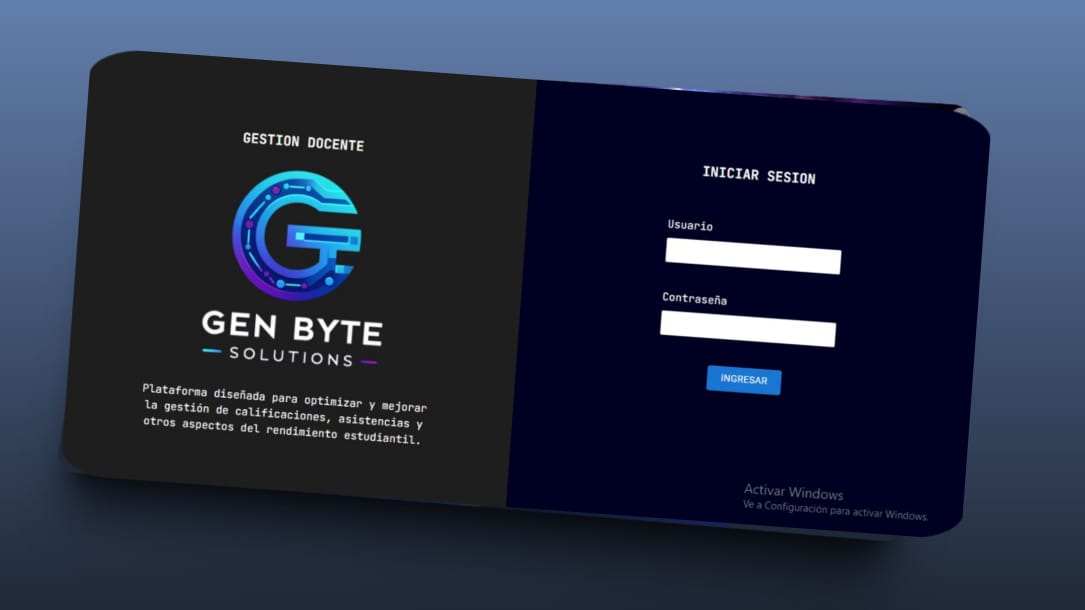 GESTION DOCENTE
GEN BYTE
SOLUTIONS
Plataforma diseñada para optimizar y mejorar
la gestión de calificaciones, asistencias y
otros aspectos del rendimiento estudiantil.
INICIAR SESION
Usuario
Contraseña
INGRESAR
Activar Windows
Ve a Configuración para activar Windows.